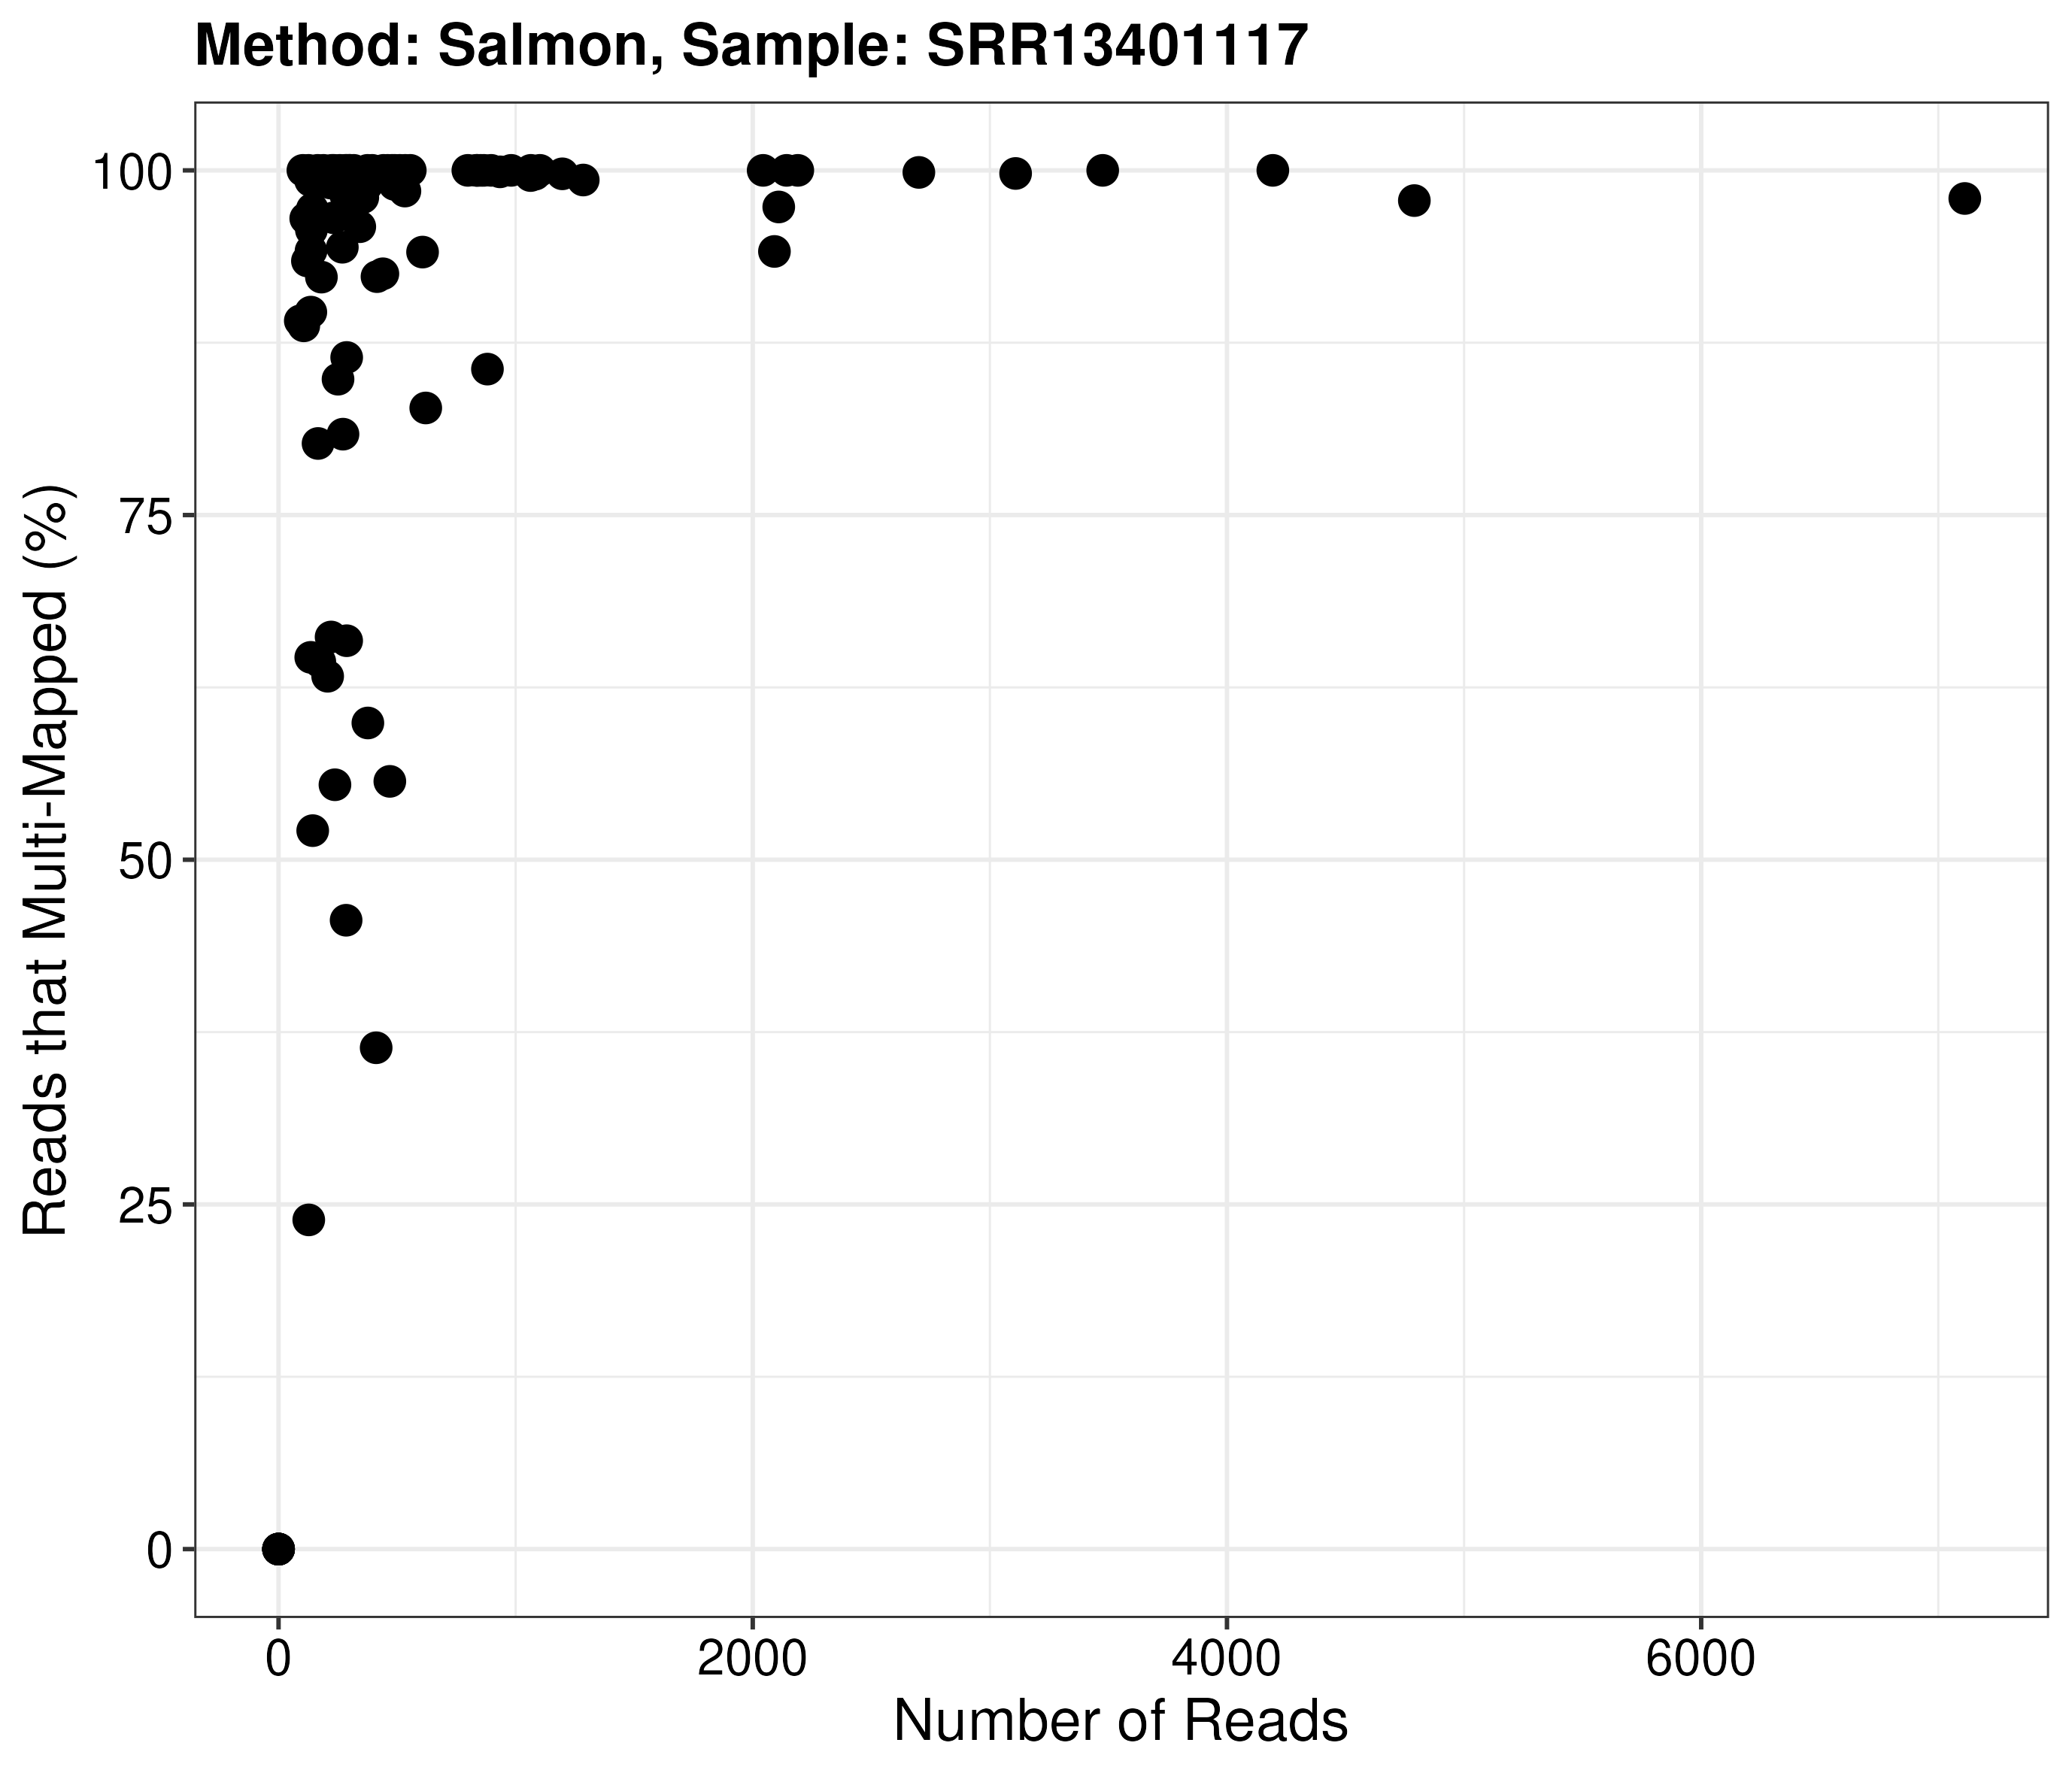 Method: Salmon, Sample: SRR13401117
Reads that Multi-Mapped (%)
100
75
50
25
0
0 2000 4000 6000
Number of Reads